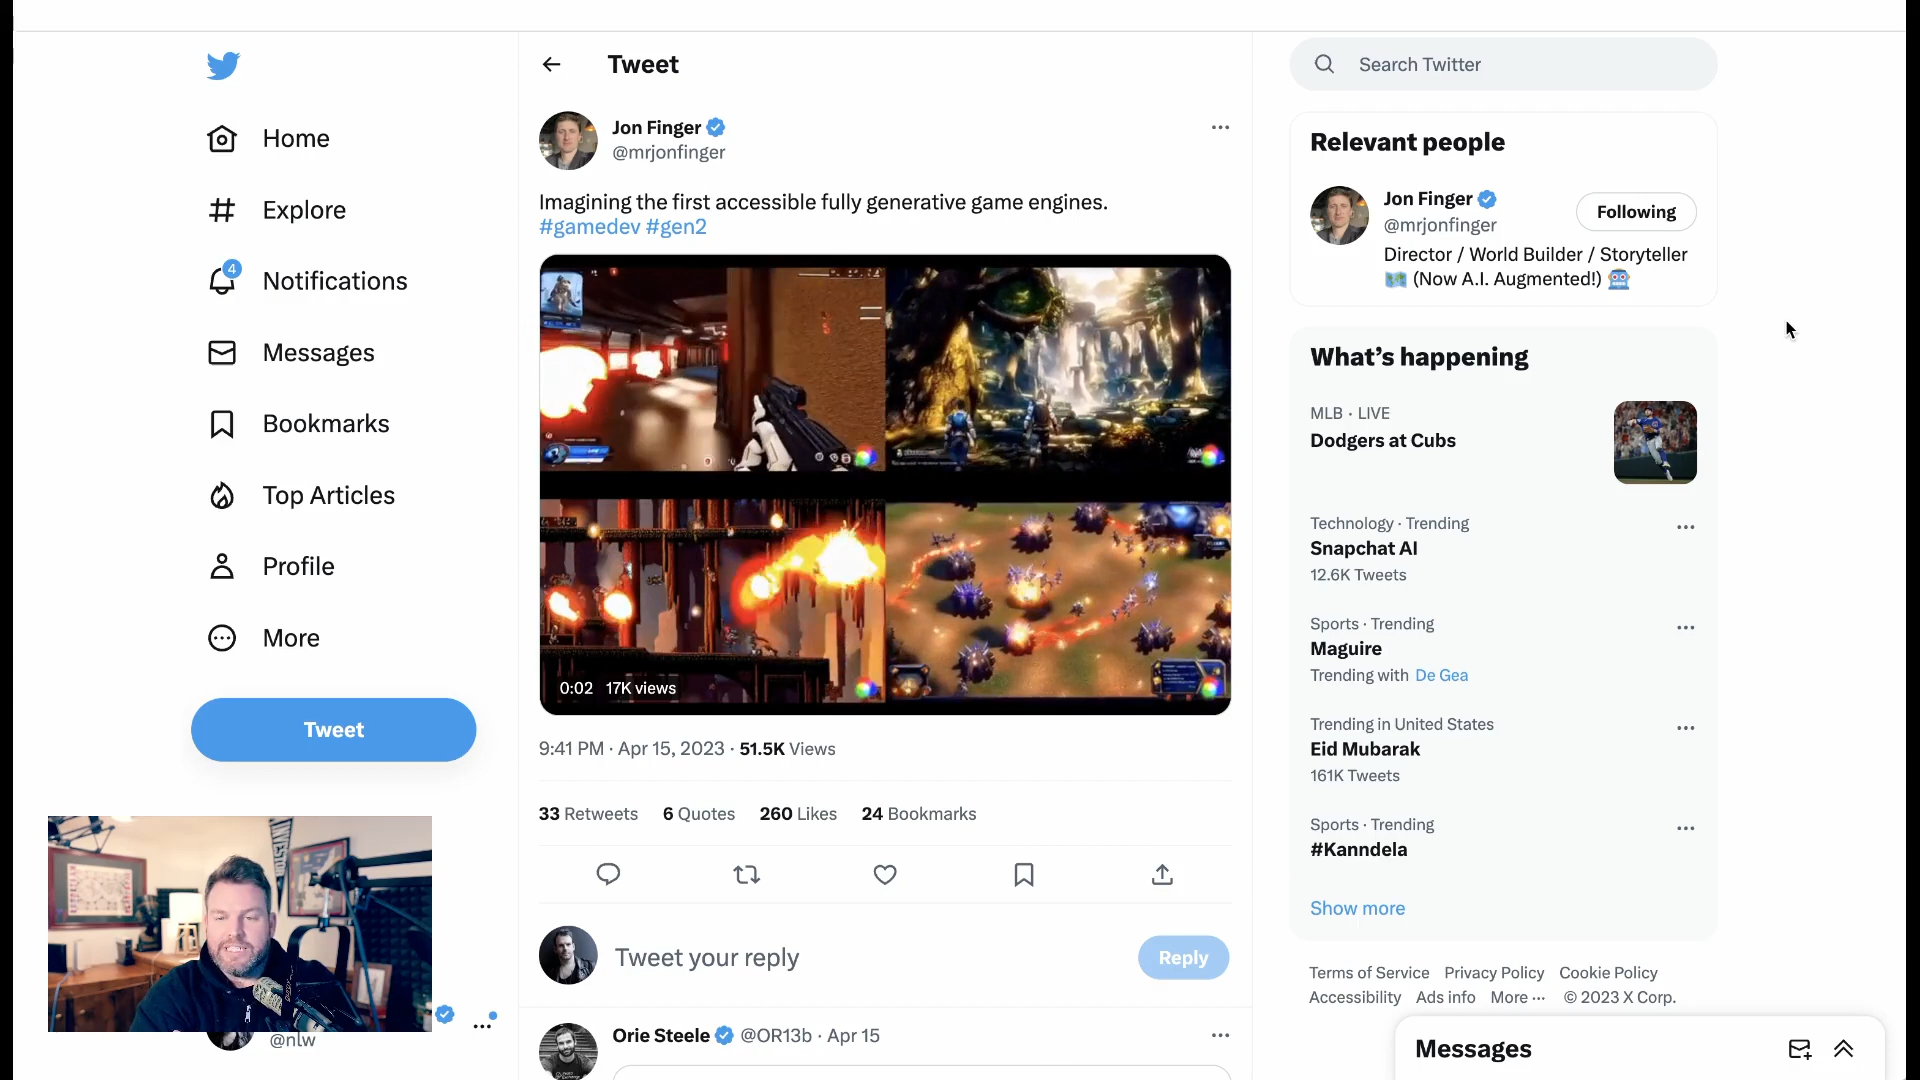 Home
Explore
4
Notifications
Messages
Bookmarks
Top Articles
Profile
More
Tweet
@nlw
Tweet
Jon Finger
@mrjonfinger
Imagining the first accessible fully generative game engines.
#gamedev #gen2
0:02 17K views
9:41 PM · Apr 15, 2023 · 51.5K Views
33 Retweets 6 Quotes 260 Likes 24 Bookmarks
Tweet your reply
Reply
Orie Steele @OR13b · Apr 15
Search Twitter
Relevant people
Jon Finger
@mrjonfinger
Following
Director / World Builder / Storyteller
(Now A.I. Augmented!)
What's happening
MLB · LIVE
Dodgers at Cubs
Technology · Trending
Snapchat AI
12.6K Tweets
Sports · Trending
Maguire
Trending with De Gea
Trending in United States
Eid Mubarak
161K Tweets
Sports · Trending
#Kanndela
Show more
Terms of Service Privacy Policy Cookie Policy
Accessibility Ads info More ··· © 2023 X Corp.
Messages